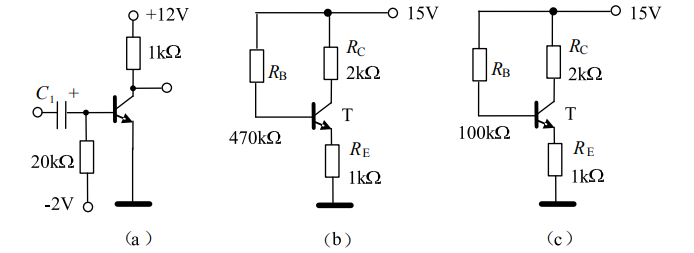 +12V
1kΩ
C1 +
20kΩ
-2V
(a)
15V
RB
RC
2kΩ
T
470kΩ
RE
1kΩ
(b)
15V
RB
RC
2kΩ
T
100kΩ
RE
1kΩ
(c)